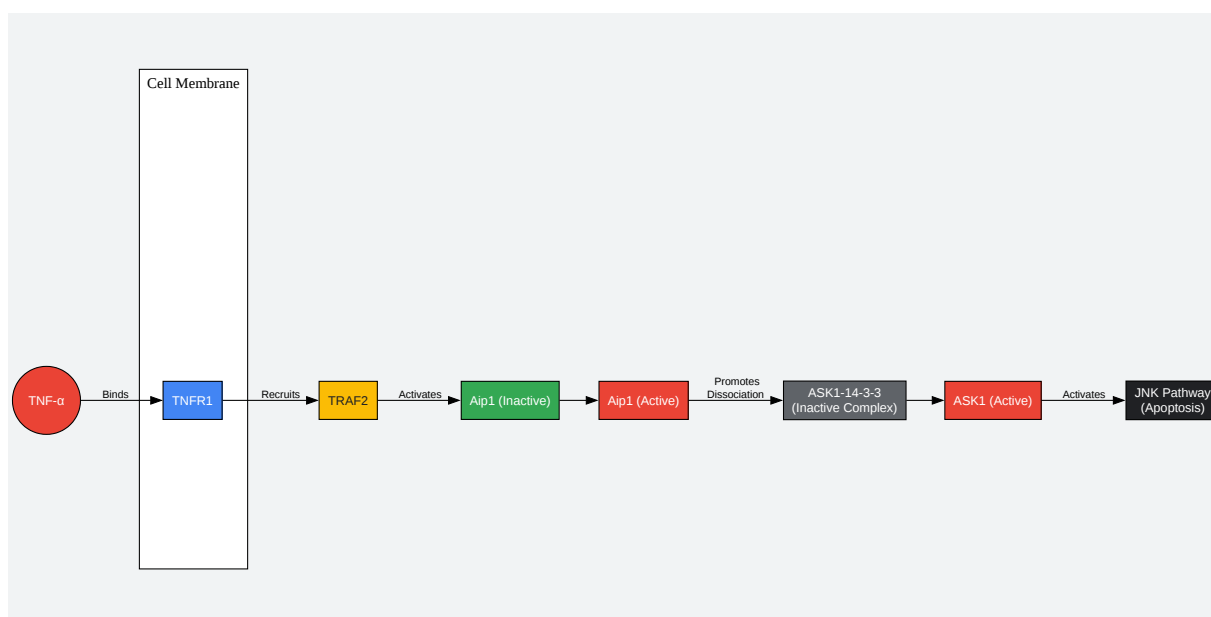 Cell Membrane
TNF-α
Binds
TNFR1
Recruits
TRAF2
Activates
Aip1 (Inactive)
Aip1 (Active)
Promotes
Dissociation
ASK1-14-3-3
(Inactive Complex)
ASK1 (Active)
Activates
JNK Pathway
(Apoptosis)